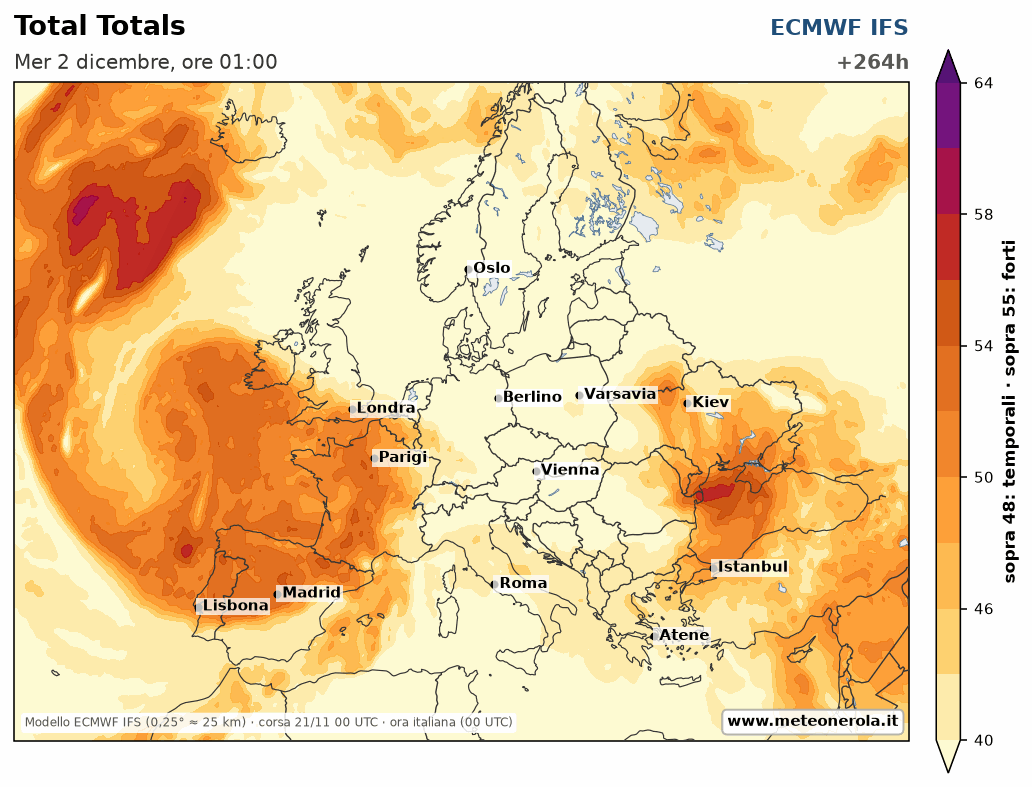 Total Totals
ECMWF IFS
Mer 2 dicembre, ore 01:00
+264h
64
58
54
50
46
40
sopra 48: temporali · sopra 55: forti
Oslo
Londra
Berlino
Varsavia
Kiev
Parigi
Vienna
Istanbul
Roma
Madrid
Lisbona
Atene
Modello ECMWF IFS (0,25° ≈ 25 km) · corsa 21/11 00 UTC · ora italiana (00 UTC)
www.meteonerola.it